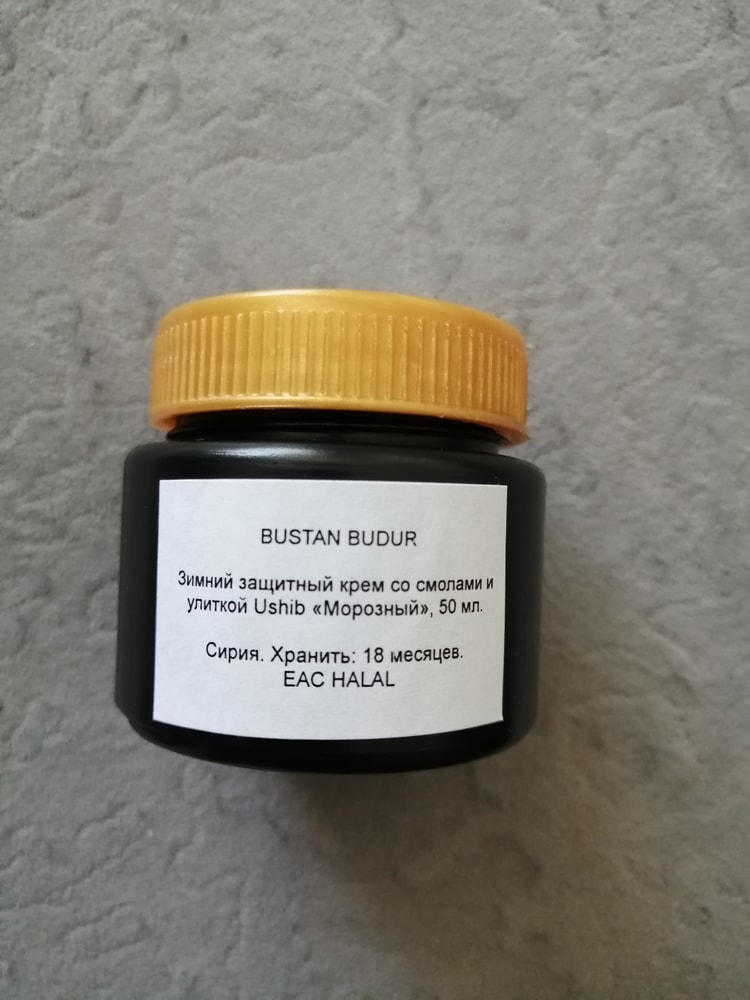 BUSTAN BUDUR
Зимний защитный крем со смолами и
улиткой Ushib «Морозный», 50 мл.
Сирия. Хранить: 18 месяцев.
EAC HALAL